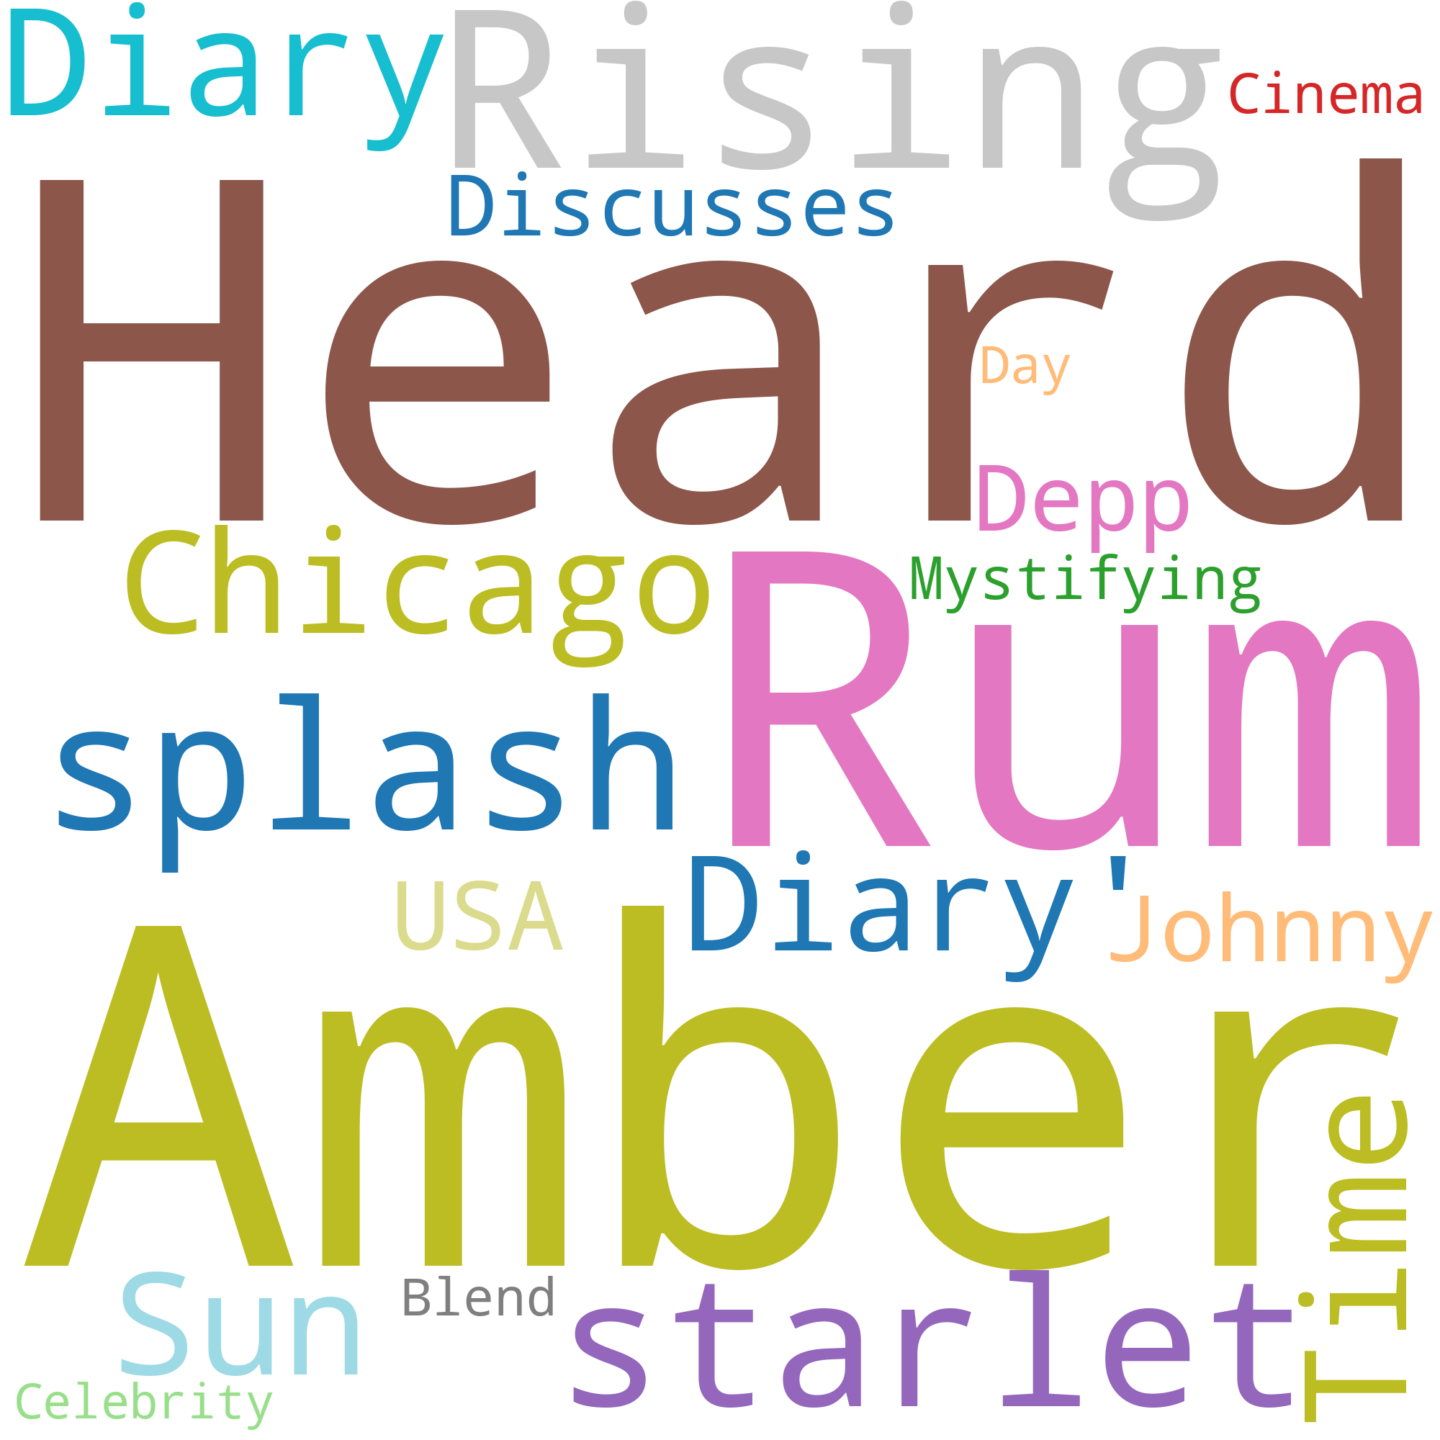 Diary
Rising
Cinema
Discusses
Heard
Day
Depp
Chicago
Rum
Mystifying
splash
Diary'
USA
Johnny
Amber
Time
Sun
Blend
starlet
Celebrity